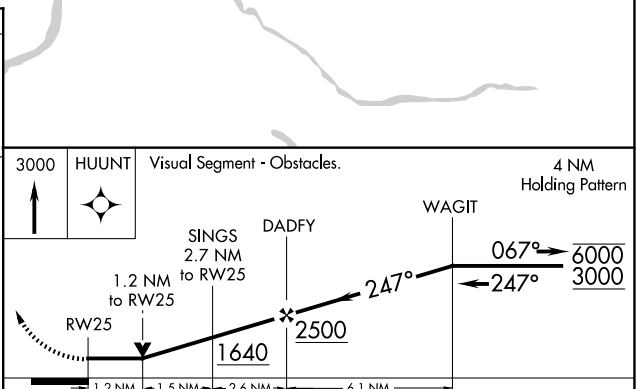 3000 HUUNT Visual Segment - Obstacles.
4 NM
Holding Pattern
WAGIT
DADFY
SINGS
2.7 NM
to RW25
1.2 NM
to RW25
RW25
067°
247°
6000
3000
247°
2500
1640
1.2 NM 1.5 NM 2.6 NM 6.1 NM